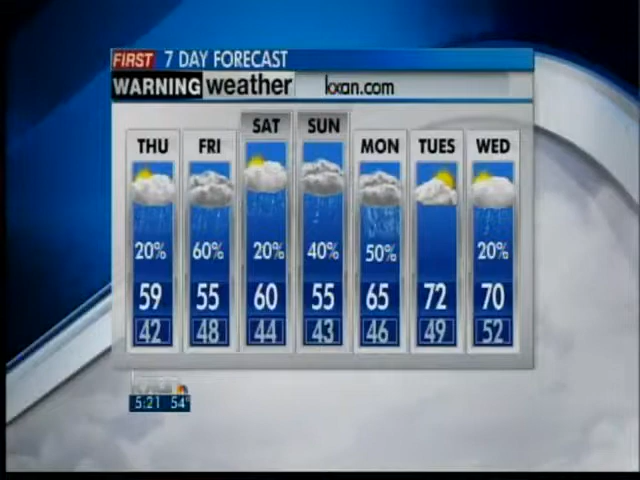 FIRST 7 DAY FORECAST
WARNING weather kxan.com
THU FRI SAT SUN MON TUES WED
20% 60% 20% 40% 50% 20%
59 55 60 55 65 72 70
42 48 44 43 46 49 52
5:21 54°